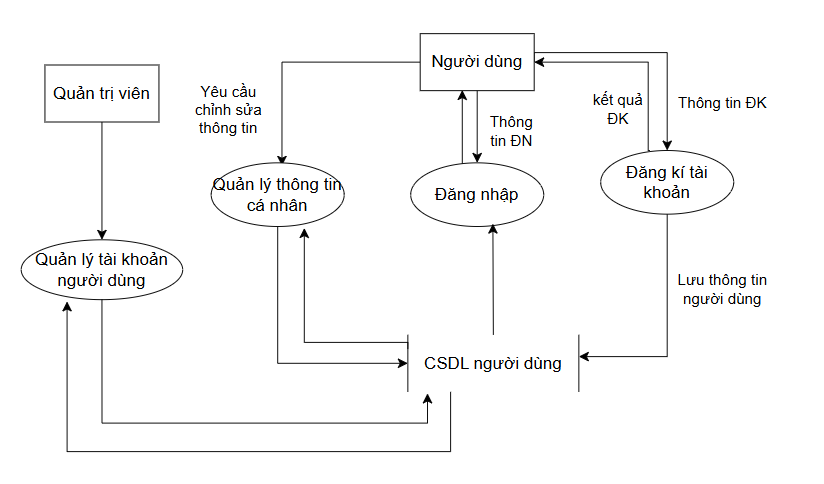 Người dùng
Quản trị viên
Yêu cầu
chỉnh sửa
thông tin
Thông
tin ĐN
kết quả
ĐK
Thông tin ĐK
Quản lý thông tin
cá nhân
Đăng nhập
Đăng kí tài
khoản
Quản lý tài khoản
người dùng
Lưu thông tin
người dùng
CSDL người dùng